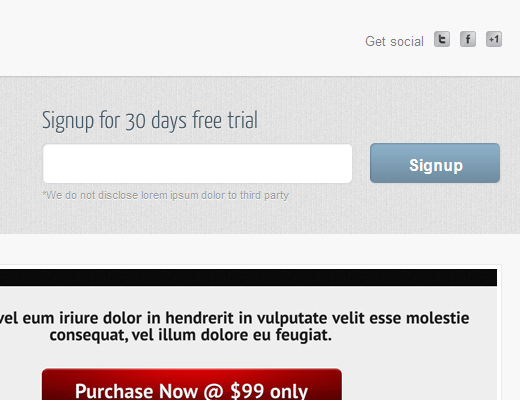 Get social
+1
Signup for 30 days free trial
Signup
*We do not disclose lorem ipsum dolor to third party
vel eum iriure dolor in hendrerit in vulputate velit esse molestie
consequat, vel illum dolore eu feugiat.
Purchase Now @ $99 only